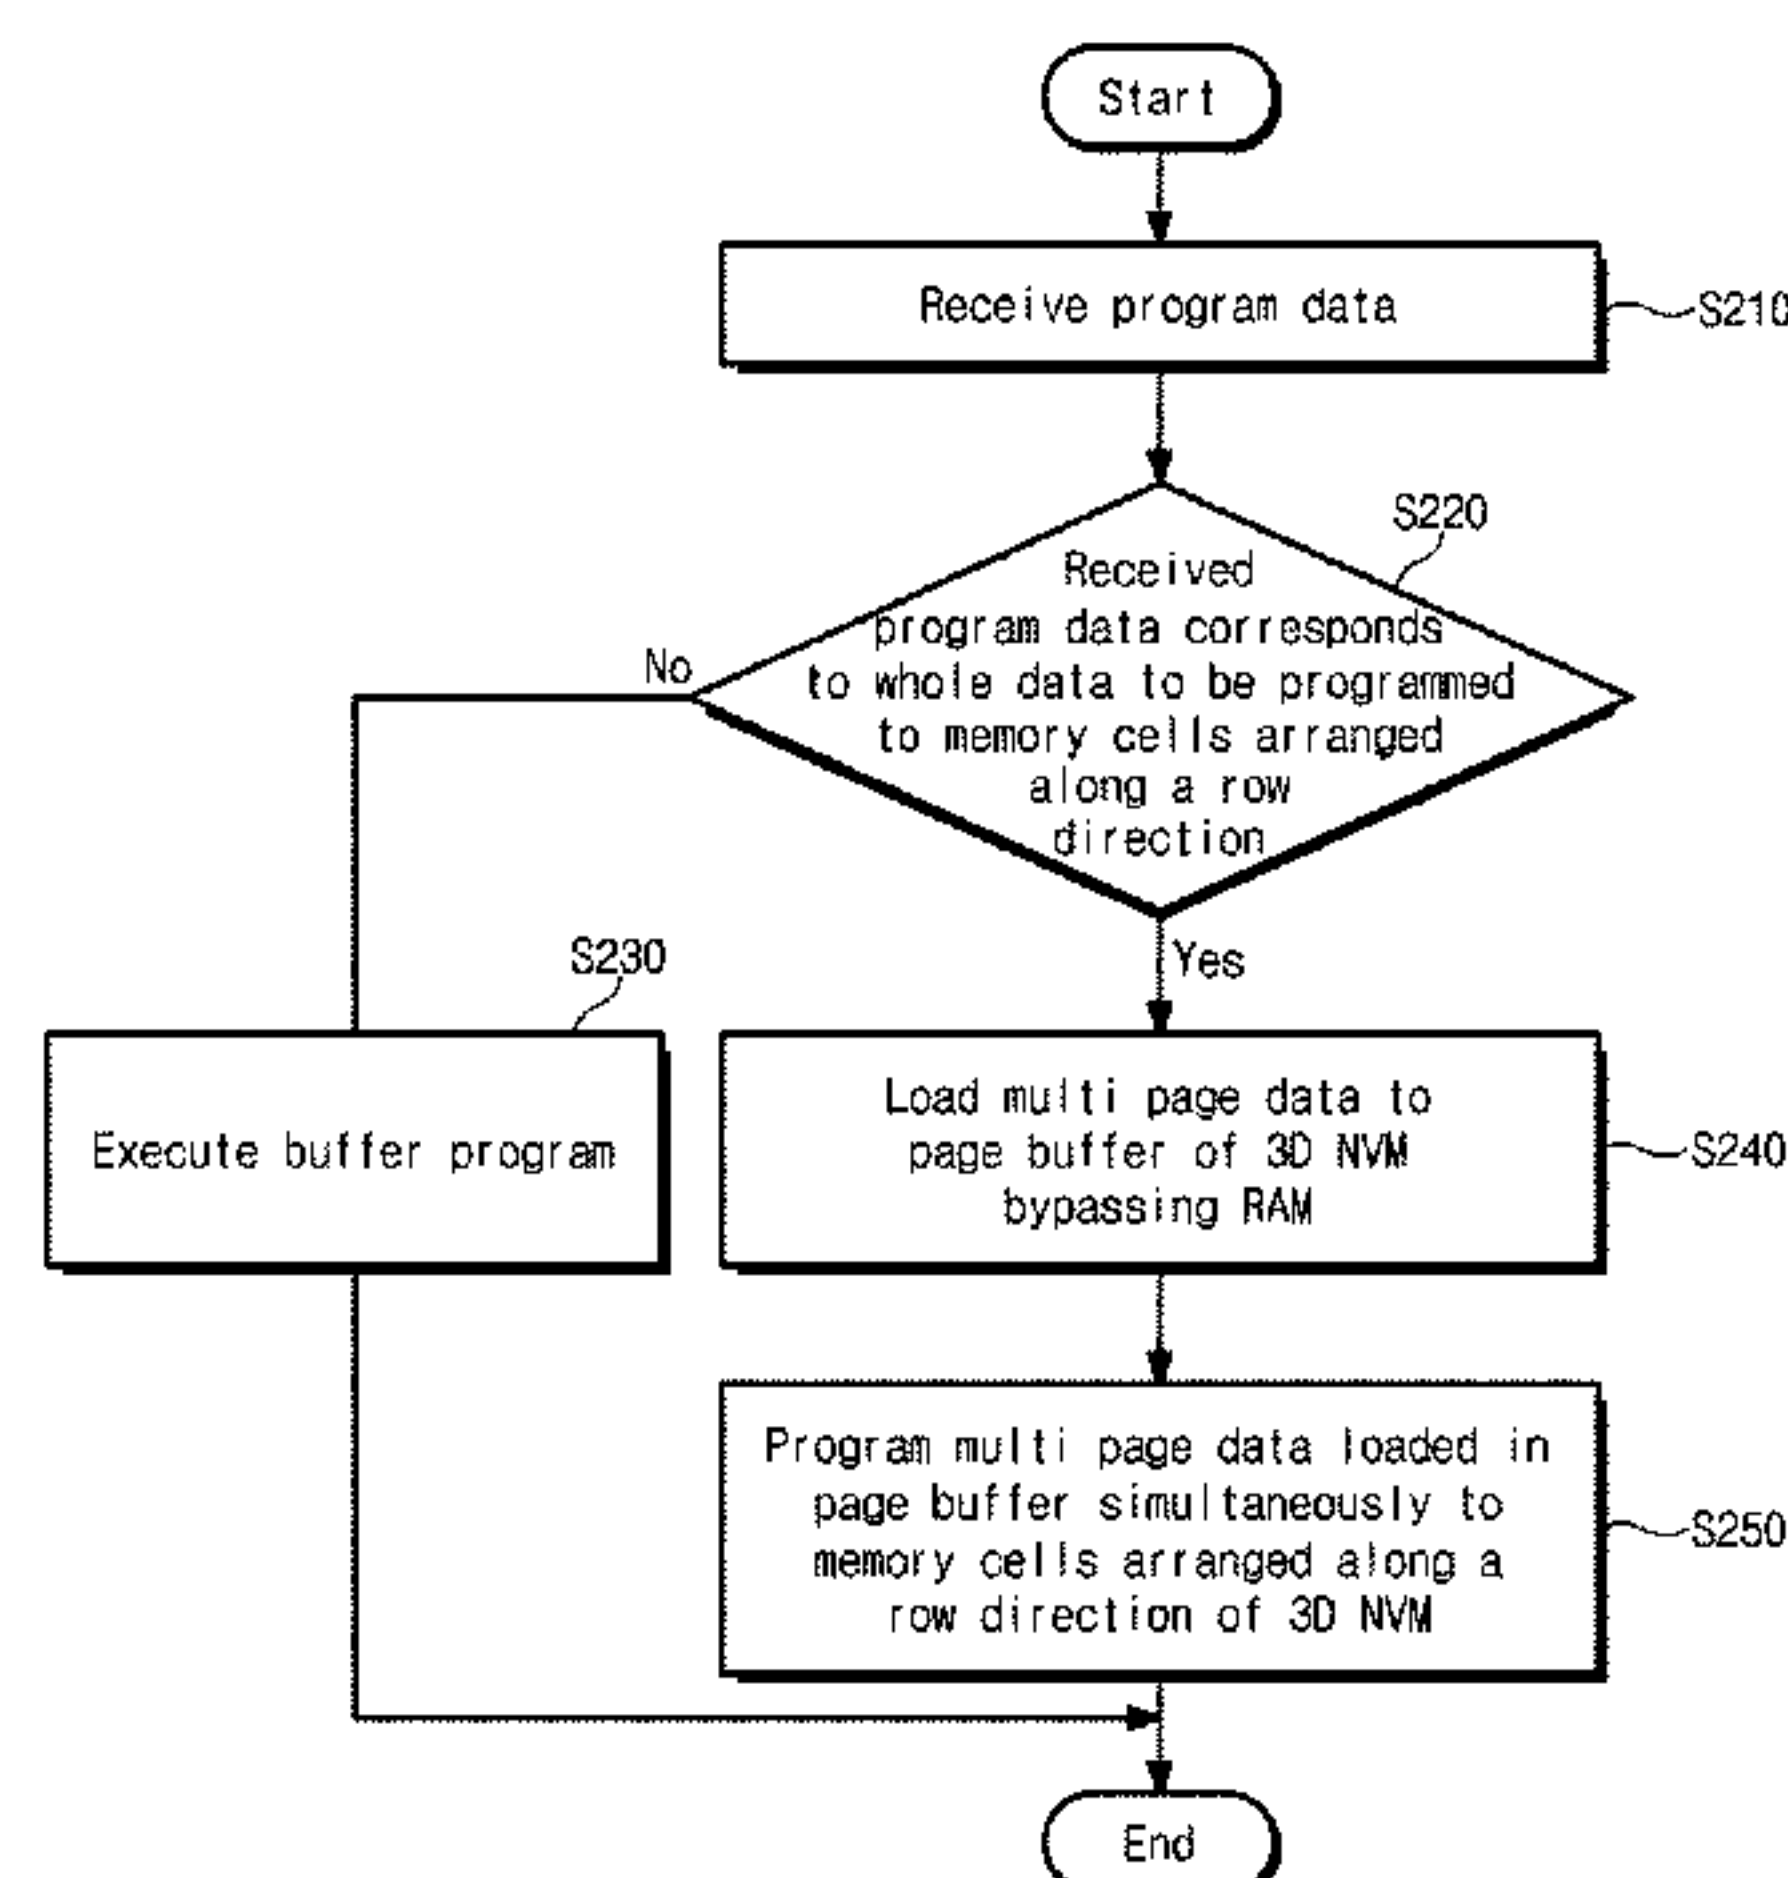 Start
Receive program data
S210
S220
Received
program data corresponds
to whole data to be programmed
to memory cells arranged
along a row
direction
No
Yes
S230
Execute buffer program
Load multi page data to
page buffer of 3D NVM
bypassing RAM
S240
Program multi page data loaded in
page buffer simultaneously to
memory cells arranged along a
row direction of 3D NVM
S250
End